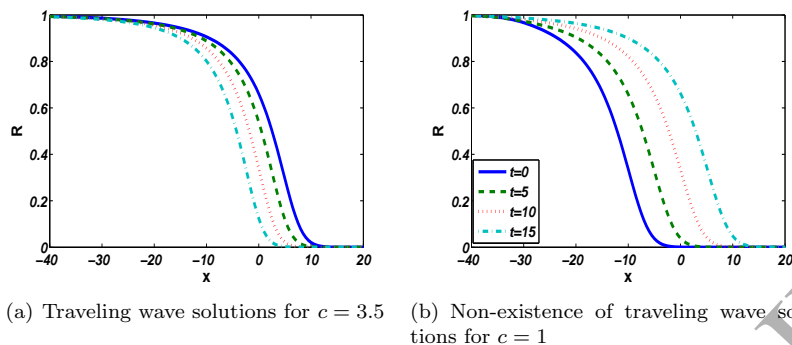 1
0.8
0.6
0.4
0.2
0
R
−40 −30 −20 −10 0 10 20
x
1
0.8
0.6
0.4
0.2
0
R
t=0
t=5
t=10
t=15
−40 −30 −20 −10 0 10 20
x
(a) Traveling wave solutions for c = 3.5
(b) Non-existence of traveling wave so
tions for c = 1